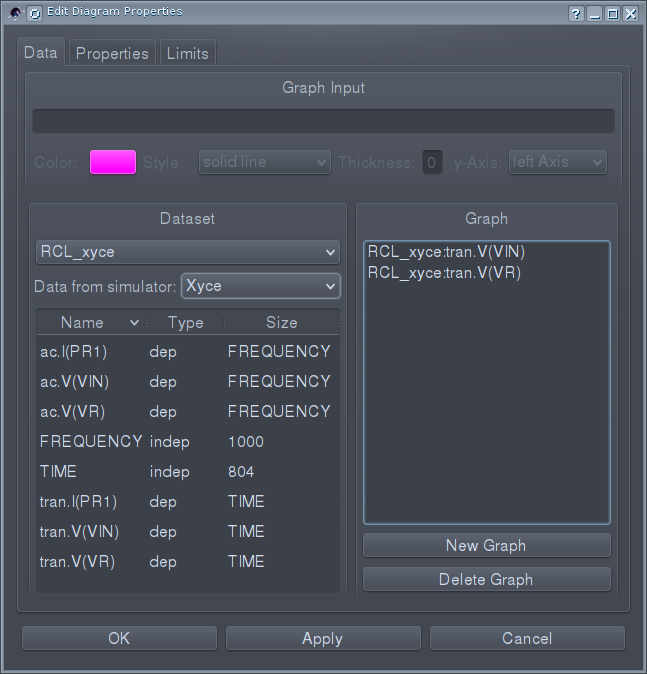 Edit Diagram Properties
Data Properties Limits
Graph Input
Color: Style: solid line Thickness: 0 y-Axis: left Axis
Dataset
RCL_xyce
Data from simulator: Xyce
Name Type Size
ac.I(PR1) dep FREQUENCY
ac.V(VIN) dep FREQUENCY
ac.V(VR) dep FREQUENCY
FREQUENCY indep 1000
TIME indep 804
tran.I(PR1) dep TIME
tran.V(VIN) dep TIME
tran.V(VR) dep TIME
Graph
RCL_xyce:tran.V(VIN)
RCL_xyce:tran.V(VR)
New Graph
Delete Graph
OK Apply Cancel